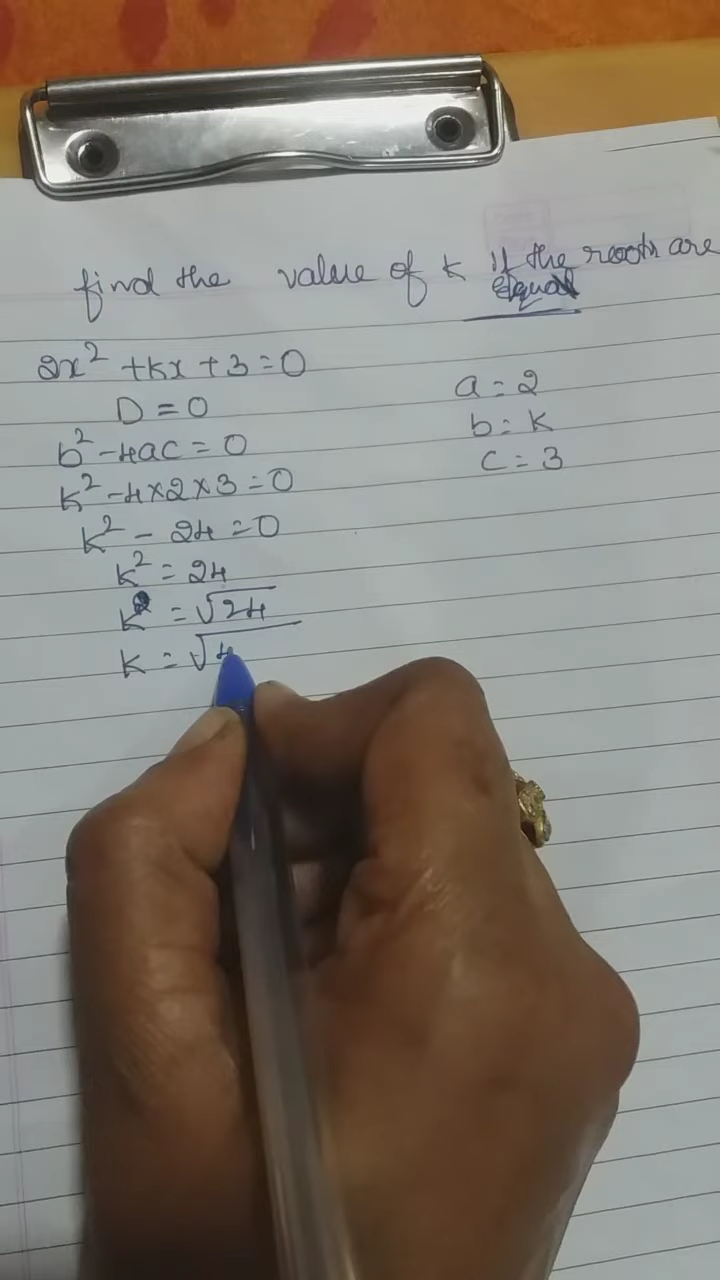 find the value of k if the roots are
equal
2x² + kx + 3 = 0
D = 0
b² - 4ac = 0
k² - 4 × 2 × 3 = 0
k² - 24 = 0
k² = 24
k = √24
k = √4
a = 2
b = k
c = 3